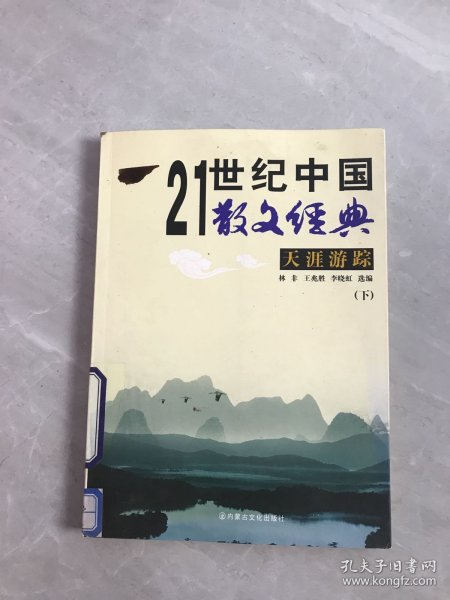 21世纪中国
散文经典
天涯游踪
林非 王兆胜 李晓虹 选编
(下)
内蒙古文化出版社
孔夫子旧书网
www.kongfz.com